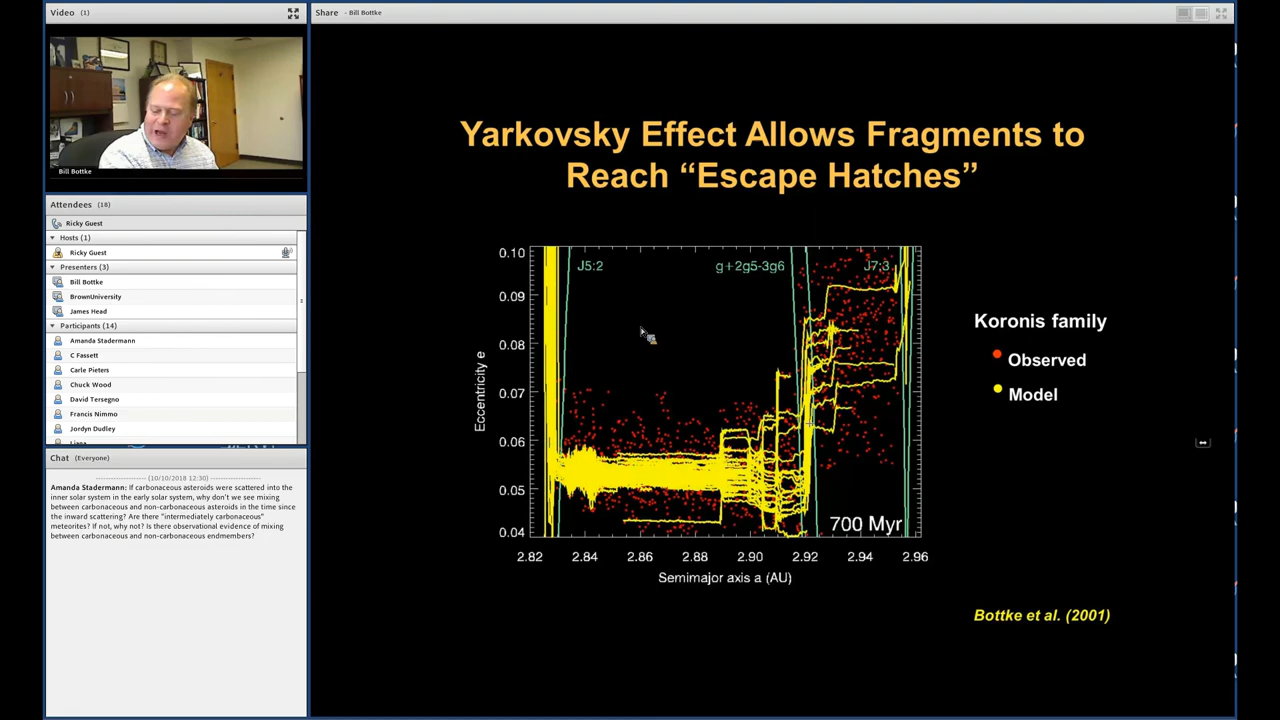 Video (1)
Bill Bottke
Attendees (18)
Ricky Guest
Hosts (1)
Ricky Guest
Presenters (3)
Bill Bottke
BrownUniversity
James Head
Participants (14)
Amanda Stadermann
C Fassett
Carle Pieters
Chuck Wood
David Tersegno
Francis Nimmo
Jordyn Dudley
Chat (Everyone)
(10/10/2018 12:30)
Amanda Stadermann: If carbonaceous asteroids were scattered into the
inner solar system in the early solar system, why don't we see mixing
between carbonaceous and non-carbonaceous asteroids in the time since
the inward scattering? Are there "intermediately carbonaceous"
meteorites? If not, why not? Is there observational evidence of mixing
between carbonaceous and non-carbonaceous endmembers?
Share - Bill Bottke
Yarkovsky Effect Allows Fragments to
Reach “Escape Hatches”
J5:2 g+2g5-3g6 J7:3
0.10
0.09
0.08
0.07
0.06
0.05
0.04
Eccentricity e
700 Myr
2.82 2.84 2.86 2.88 2.90 2.92 2.94 2.96
Semimajor axis a (AU)
Koronis family
Observed
Model
Bottke et al. (2001)